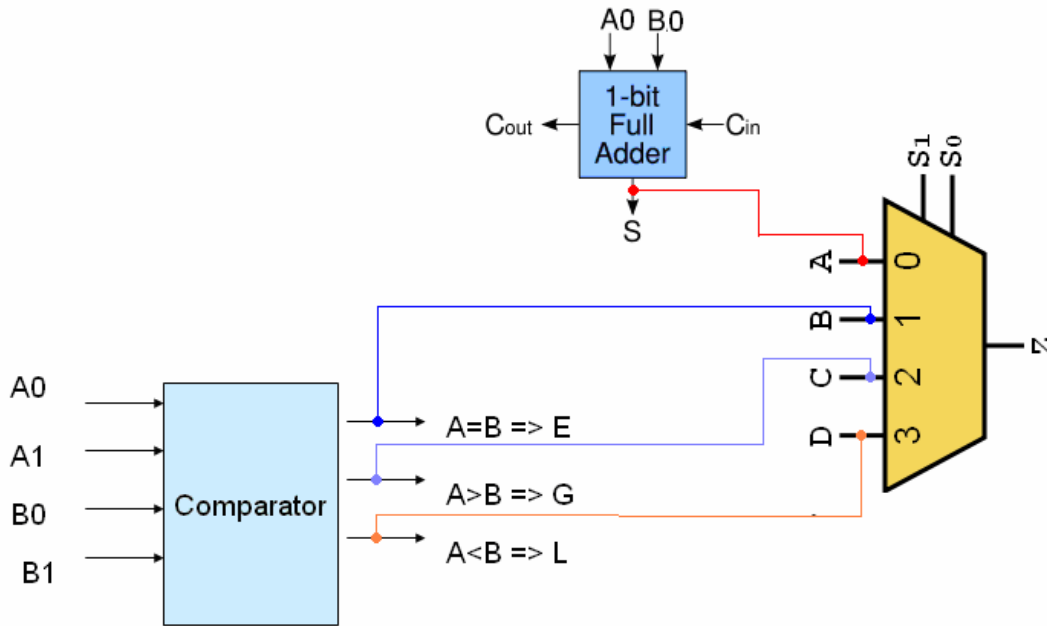 A0 B0
1-bit
Full
Adder
Cout
Cin
S
S1
S0
A
0
B
1
C
2
D
3
Z
A0
A1
B0
B1
Comparator
A=B => E
A>B => G
A<B => L